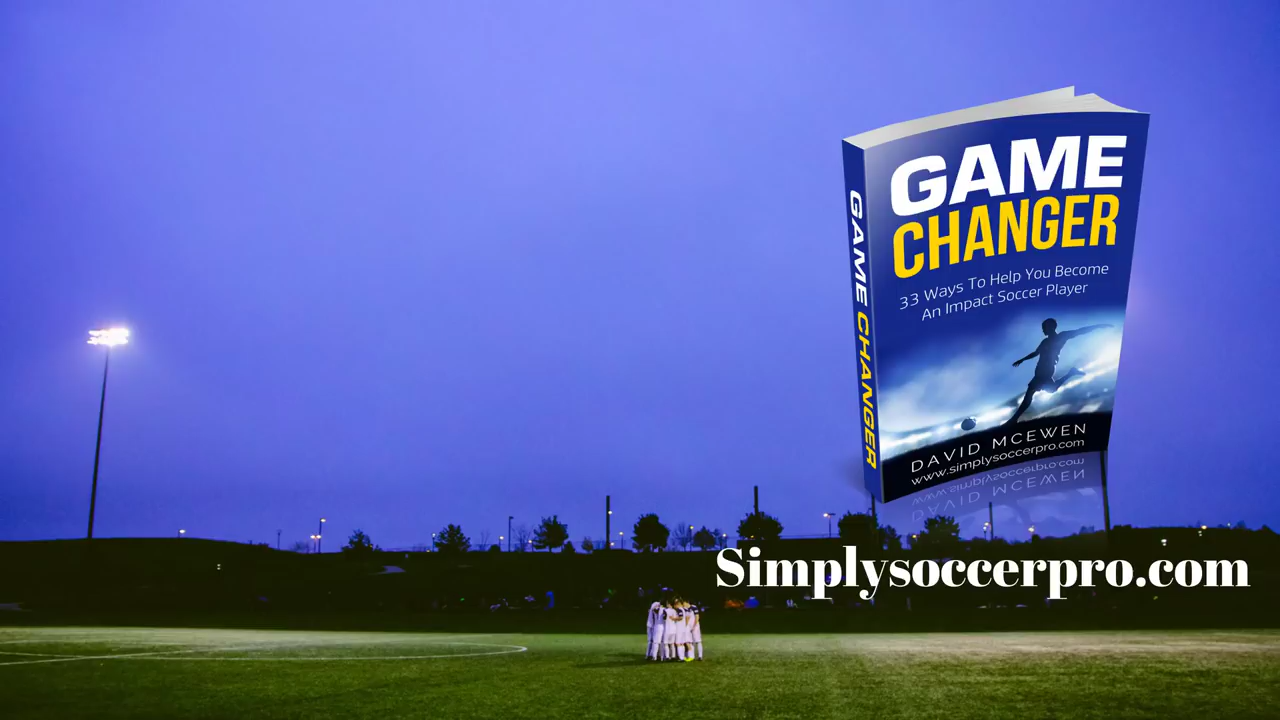 GAME
CHANGER
33 Ways To Help You Become
An Impact Soccer Player
DAVID MCEWEN
www.simplysoccerpro.com
GAME CHANGER
Simplysoccerpro.com